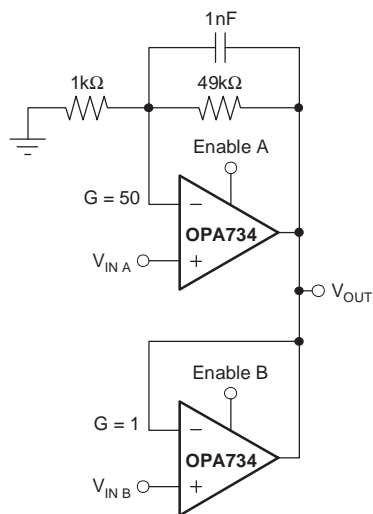 1nF
1kΩ
49kΩ
Enable A
G = 50
−
OPA734
V_IN A
+
V_OUT
Enable B
G = 1
−
OPA734
V_IN B
+